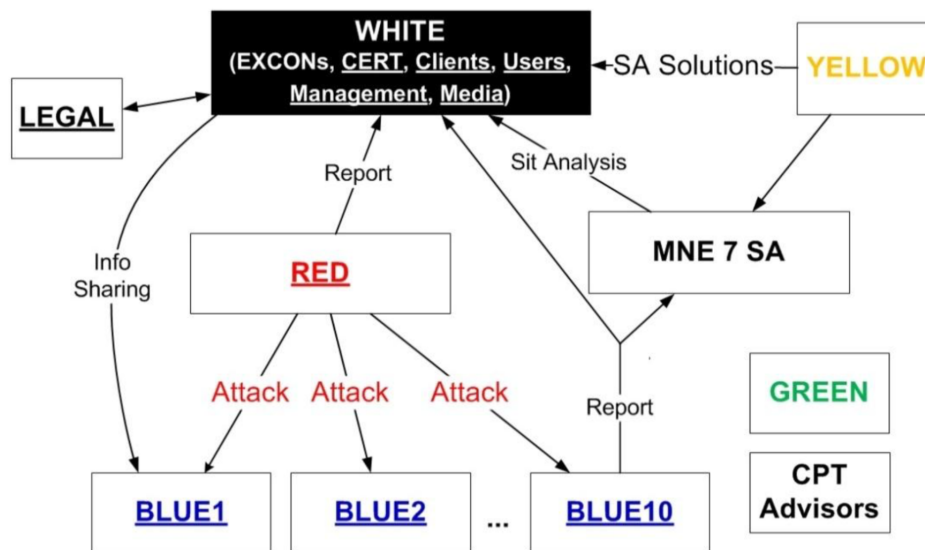 WHITE
(EXCONs, CERT, Clients, Users,
Management, Media)
SA Solutions
YELLOW
LEGAL
Report
Sit Analysis
Info
Sharing
RED
MNE 7 SA
Attack
Attack
Attack
Report
GREEN
BLUE1
BLUE2
...
BLUE10
CPT
Advisors